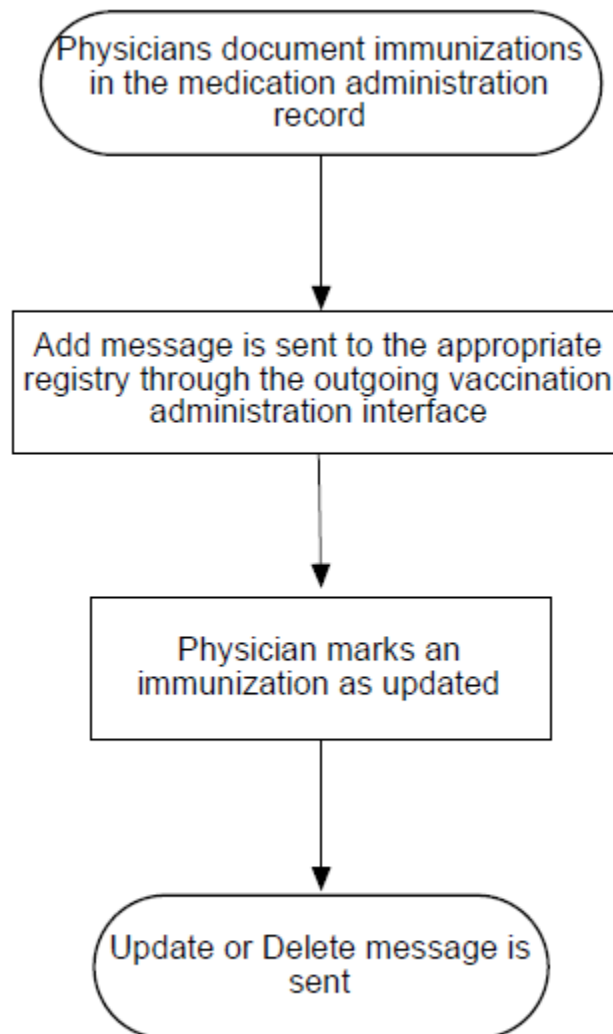 Physicians document immunizations
in the medication administration
record
Add message is sent to the appropriate
registry through the outgoing vaccination
administration interface
Physician marks an
immunization as updated
Update or Delete message is
sent